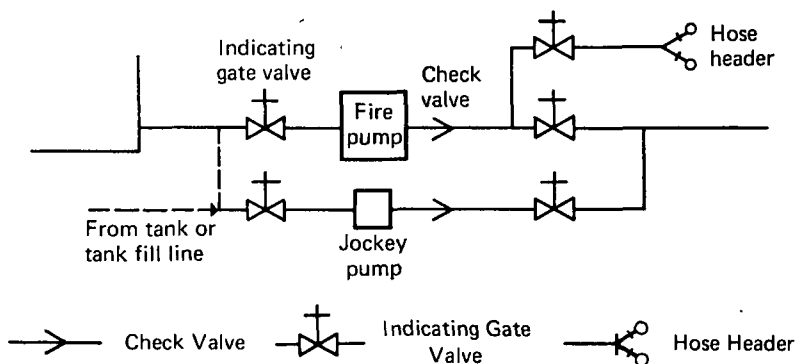 Indicating
gate valve
Check
valve
Hose
header
Fire
pump
From tank or
tank fill line
Jockey
pump
Check Valve
Indicating Gate
Valve
Hose Header